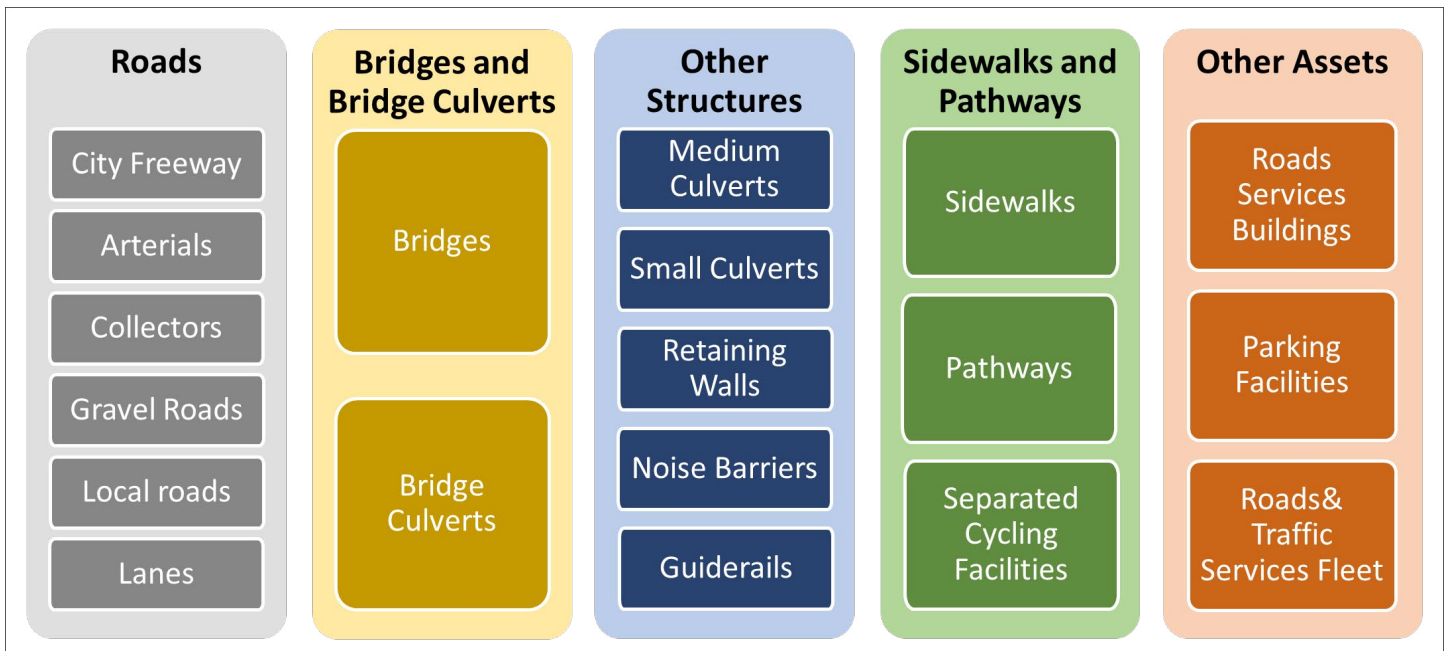 Roads
City Freeway
Arterials
Collectors
Gravel Roads
Local roads
Lanes
Bridges and
Bridge Culverts
Bridges
Bridge
Culverts
Other
Structures
Medium
Culverts
Small Culverts
Retaining
Walls
Noise Barriers
Guiderails
Sidewalks and
Pathways
Sidewalks
Pathways
Separated
Cycling
Facilities
Other Assets
Roads
Services
Buildings
Parking
Facilities
Roads&
Traffic
Services Fleet